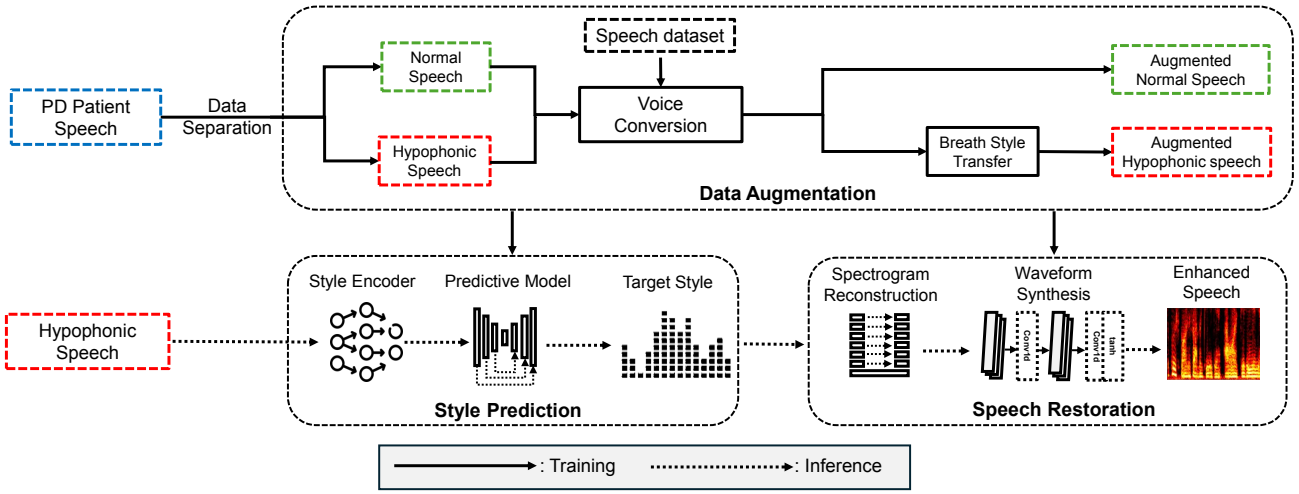 Speech dataset
Normal
Speech
Augmented
Normal Speech
PD Patient
Speech
Data
Separation
Voice
Conversion
Hypophonic
Speech
Breath Style
Transfer
Augmented
Hypophonic speech
Data Augmentation
Style Encoder
Predictive Model
Target Style
Spectrogram
Reconstruction
Waveform
Synthesis
Enhanced
Speech
Hypophonic
Speech
Conv1d
Conv1d
tanh
Style Prediction
Speech Restoration
: Training
: Inference